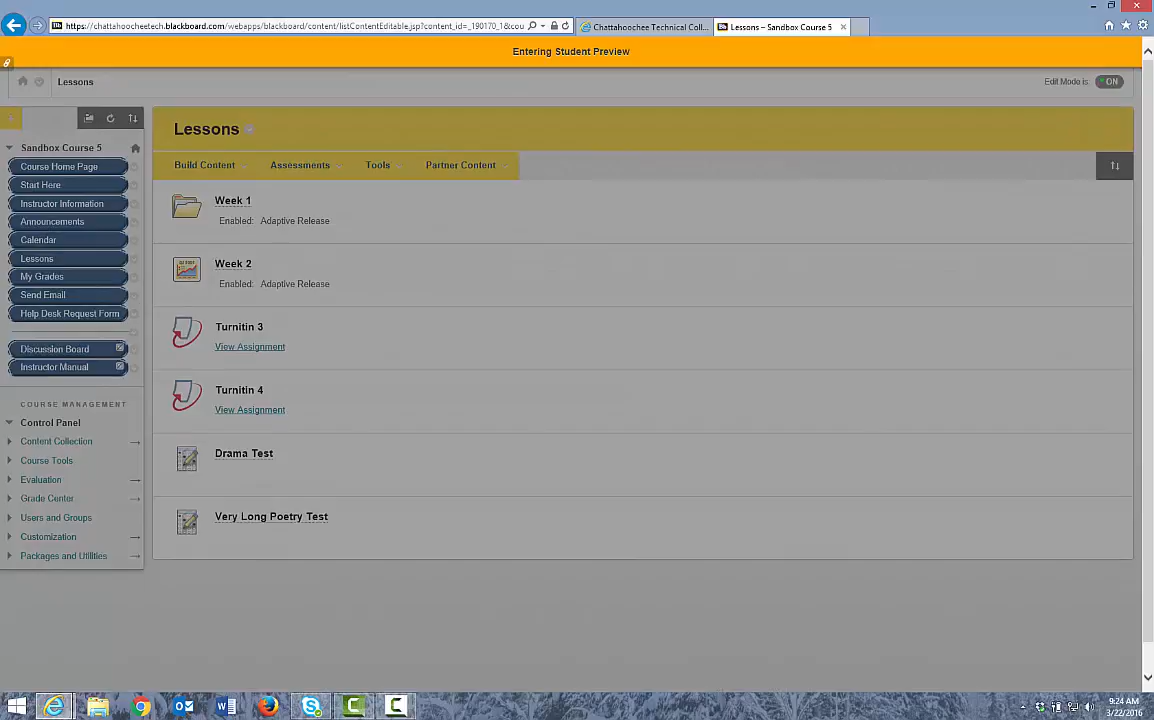 https://chattahoocheetech.blackboard.com/webapps/blackboard/content/listContentEditable.jsp?content_id=_190170_1&cou
Chattahoochee Technical Coll...
Lessons – Sandbox Course 5
Entering Student Preview
Lessons
Edit Mode is:
ON
Sandbox Course 5
Course Home Page
Start Here
Instructor Information
Announcements
Calendar
Lessons
My Grades
Send Email
Help Desk Request Form
Discussion Board
Instructor Manual
COURSE MANAGEMENT
Control Panel
Content Collection
Course Tools
Evaluation
Grade Center
Users and Groups
Customization
Packages and Utilities
Lessons
Build Content
Assessments
Tools
Partner Content
Week 1
Enabled: Adaptive Release
Week 2
Enabled: Adaptive Release
Turnitin 3
View Assignment
Turnitin 4
View Assignment
Drama Test
Very Long Poetry Test
9:24 AM
3/22/2016